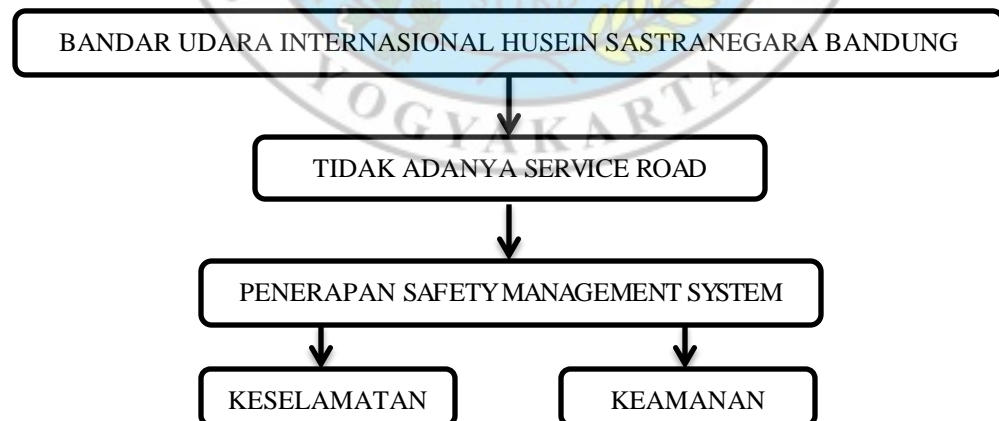 BANDAR UDARA INTERNASIONAL HUSEIN SASTRANEGARA BANDUNG
YOGYAKARTA
TIDAK ADANYA SERVICE ROAD
PENERAPAN SAFETY MANAGEMENT SYSTEM
KESELAMATAN
KEAMANAN